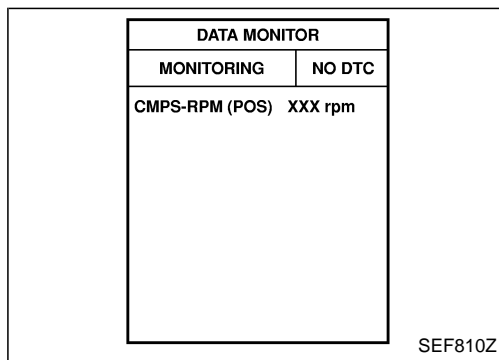 DATA MONITOR
MONITORING NO DTC
CMPS-RPM (POS) XXX rpm
SEF810Z